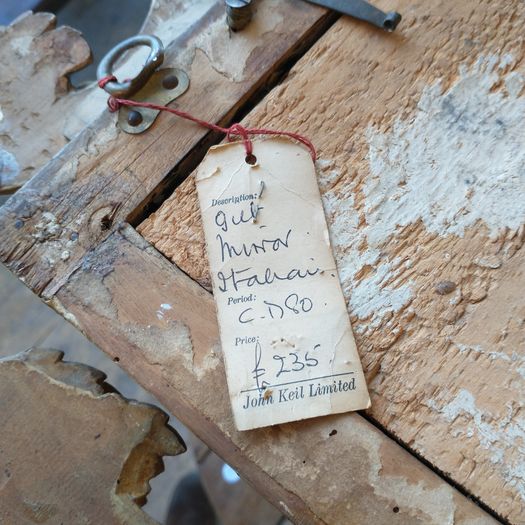 Description:
Gilt
Mirror
Italian.
Period:
C.1780.
Price:
£235
John Keil Limited